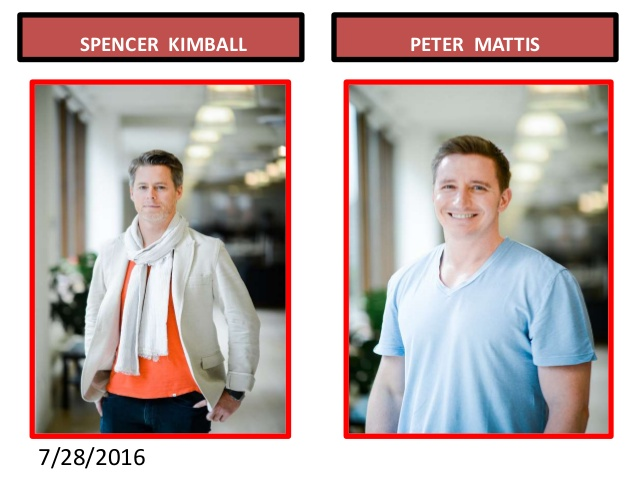 SPENCER KIMBALL
PETER MATTIS
7/28/2016